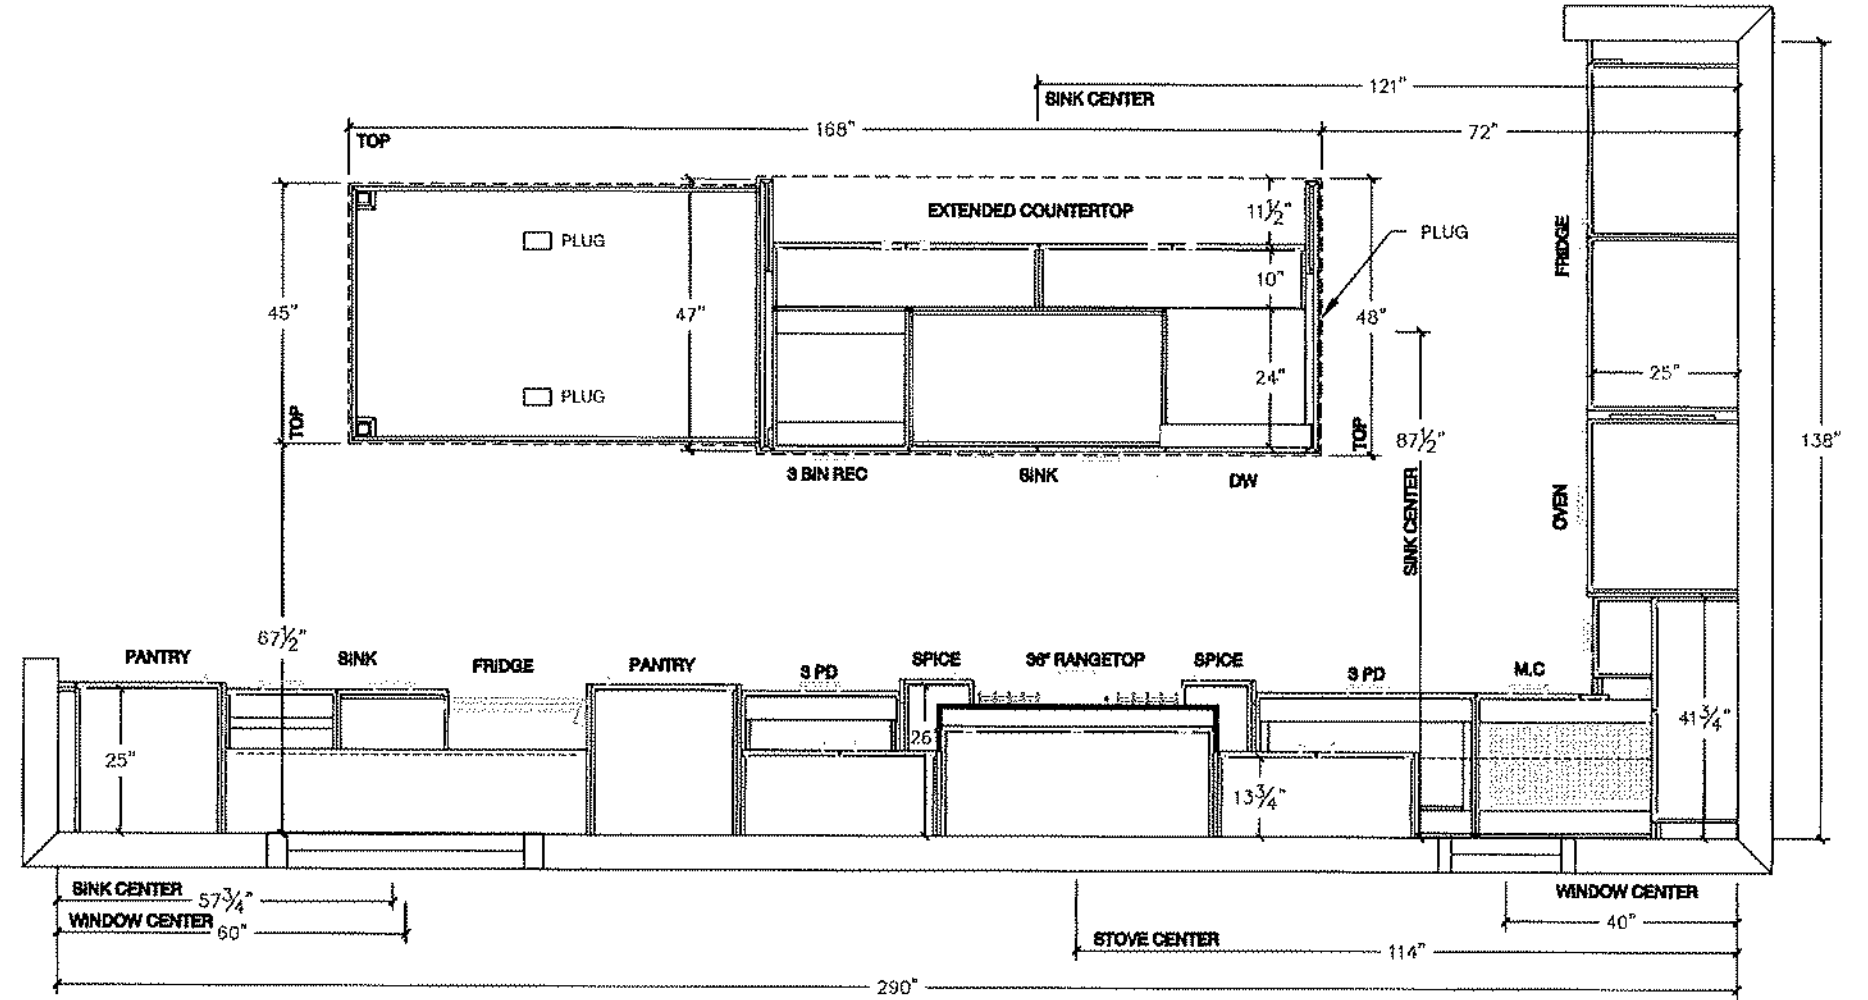 121"
SINK CENTER
168"
72"
TOP
EXTENDED COUNTERTOP
11½"
PLUG
PLUG
FRIDGE
10"
45"
47"
48"
25"
24"
PLUG
TOP
TOP
87½"
138"
3 BIN REC
SINK
DW
SINK CENTER
OVEN
67½"
PANTRY
SINK
FRIDGE
PANTRY
3 PD
SPICE
36" RANGETOP
SPICE
3 PD
M.C
41¾"
26
25"
13¾"
SINK CENTER
57¾"
WINDOW CENTER
60"
WINDOW CENTER
40"
STOVE CENTER
114"
290"